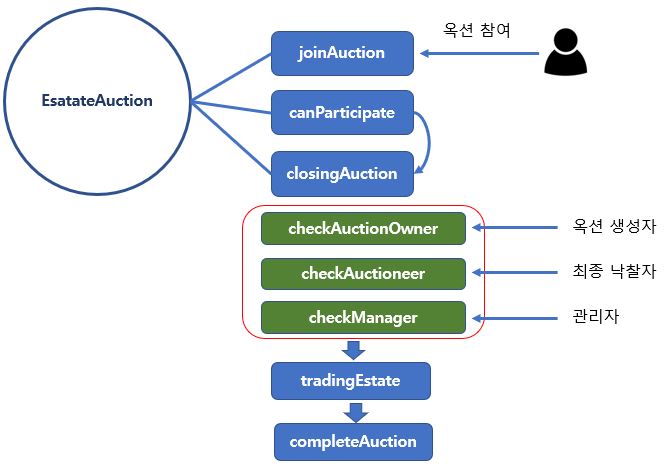 옥션 참여
joinAuction
EsatateAuction
canParticipate
closingAuction
checkAuctionOwner
옥션 생성자
checkAuctioneer
최종 낙찰자
checkManager
관리자
tradingEstate
completeAuction